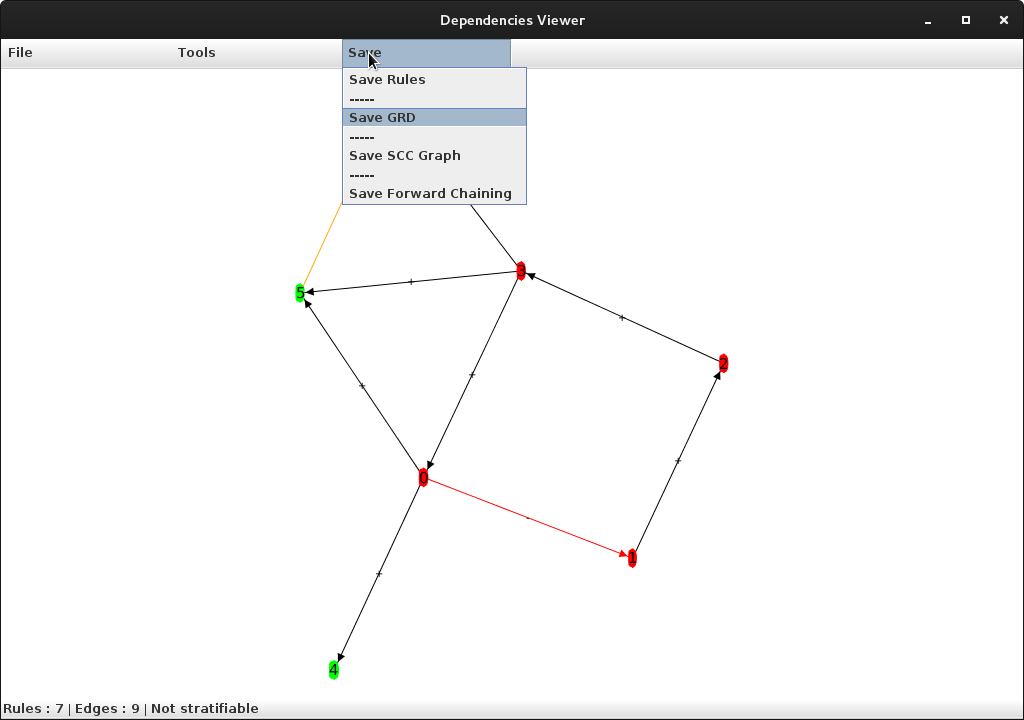 Dependencies Viewer
File Tools Save
Save Rules
-----
Save GRD
-----
Save SCC Graph
-----
Save Forward Chaining
3
5
+
+
2
+
+
+
0
-
1
+
4
Rules : 7 | Edges : 9 | Not stratifiable